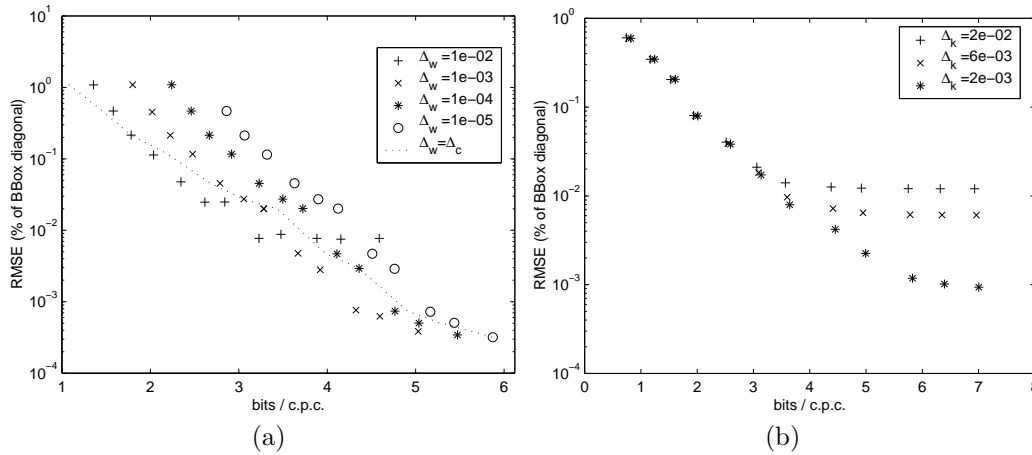 10^1
10^0
10^-1
10^-2
10^-3
10^-4
RMSE (% of BBox diagonal)
1 2 3 4 5 6
bits / c.p.c.
+ Δ_w=1e−02
× Δ_w=1e−03
* Δ_w=1e−04
○ Δ_w=1e−05
Δ_w=Δ_c
(a)
10^0
10^-1
10^-2
10^-3
10^-4
RMSE (% of BBox diagonal)
0 1 2 3 4 5 6 7 8
bits / c.p.c.
+ Δ_k=2e−02
× Δ_k=6e−03
* Δ_k=2e−03
(b)